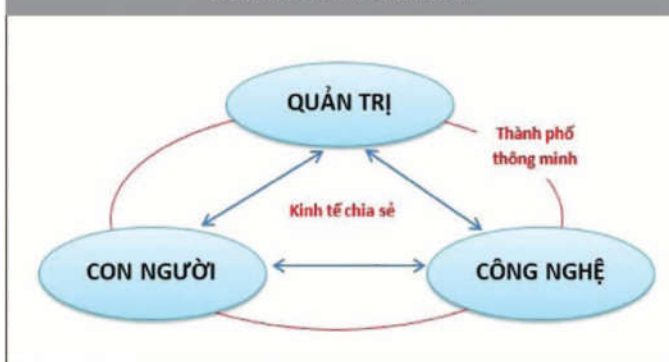 QUẢN TRỊ
Thành phố
thông minh
Kinh tế chia sẻ
CON NGƯỜI
CÔNG NGHỆ